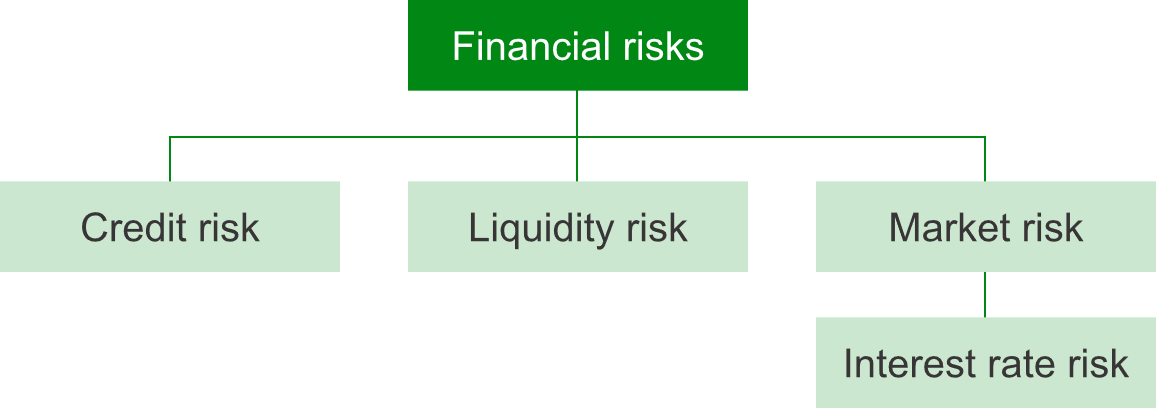 Financial risks
Credit risk
Liquidity risk
Market risk
Interest rate risk